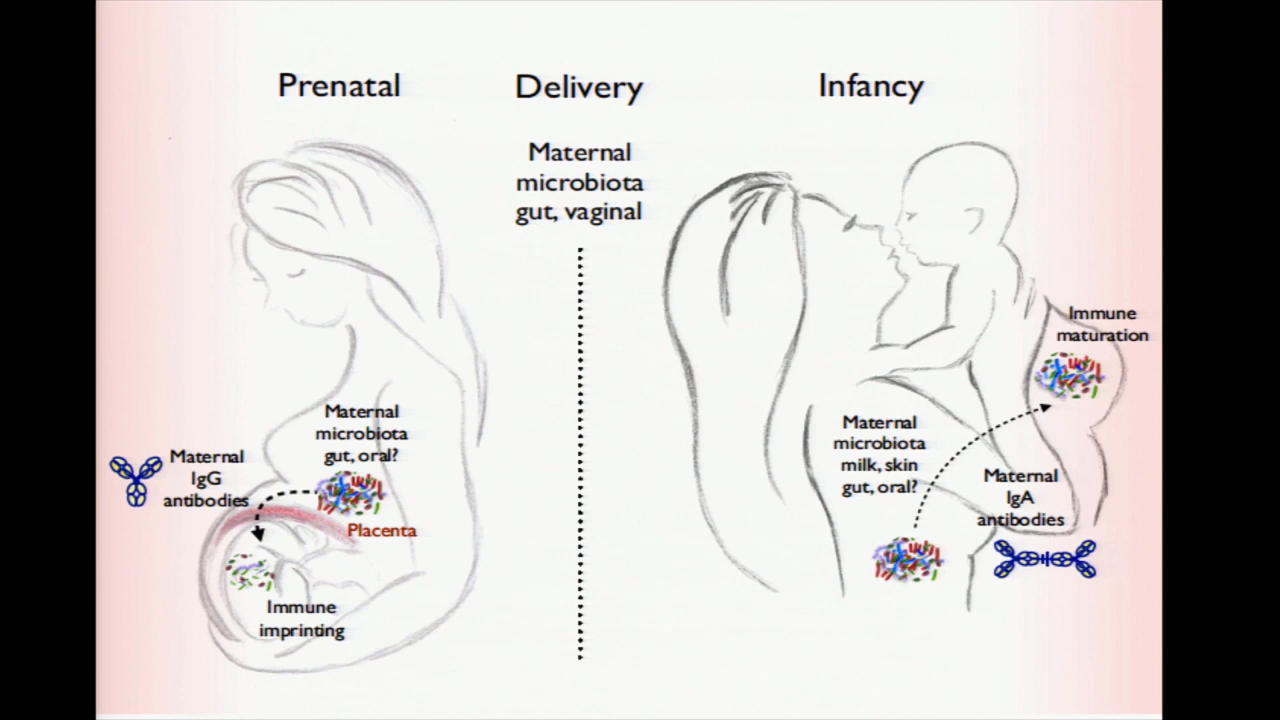 Prenatal
Delivery
Infancy
Maternal
microbiota
gut, vaginal
Maternal
microbiota
gut, oral?
Maternal
IgG
antibodies
Placenta
Immune
imprinting
Immune
maturation
Maternal
microbiota
milk, skin
gut, oral?
Maternal
IgA
antibodies